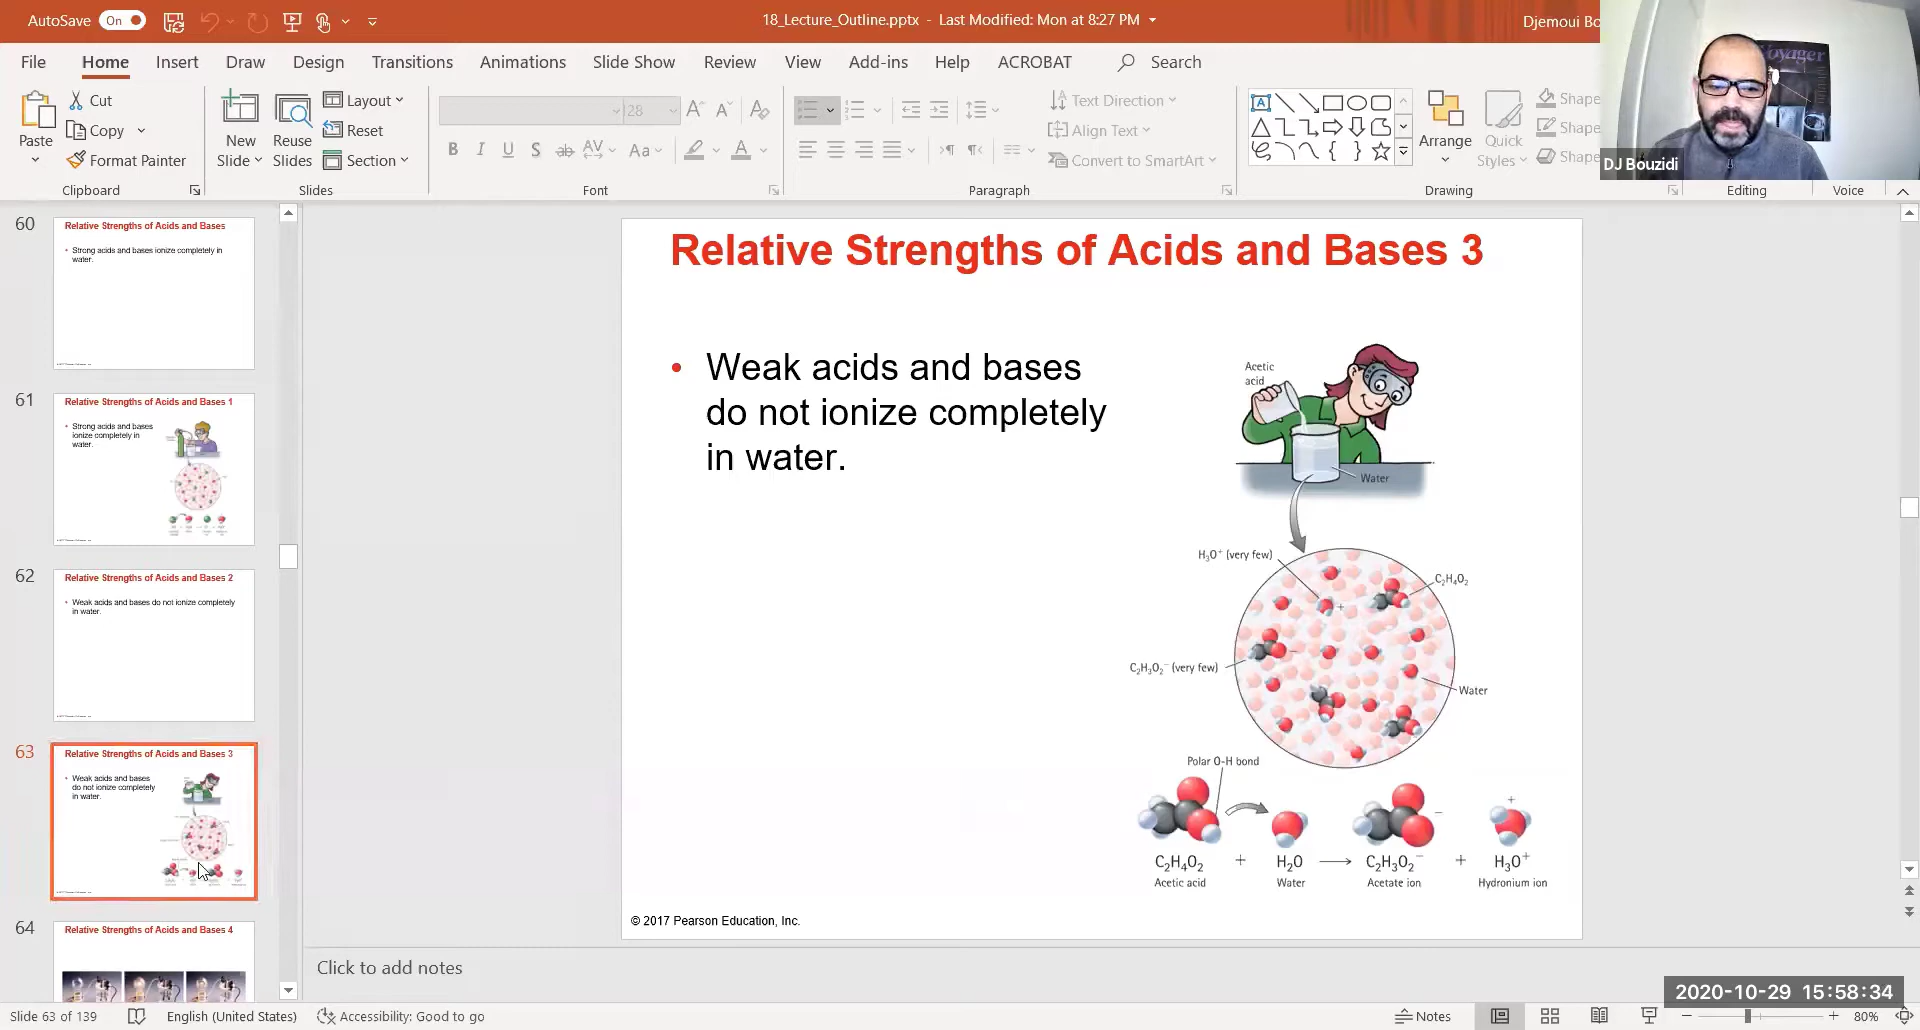 AutoSave On 18_Lecture_Outline.pptx - Last Modified: Mon at 8:27 PM Djemoui Bo
Voyager
DJ Bouzidi
File Home Insert Draw Design Transitions Animations Slide Show Review View Add-ins Help ACROBAT Search
Paste
Cut
Copy
Format Painter
Clipboard
New
Slide
Reuse
Slides
Layout
Reset
Section
Slides
28
B I U S ab AV Aa A
Font
Text Direction
Align Text
Convert to SmartArt
Paragraph
Arrange
Quick
Styles
Shape
Shape
Shape
Drawing
Editing
Voice
60
Relative Strengths of Acids and Bases
• Strong acids and bases ionize completely in
water.
61
Relative Strengths of Acids and Bases 1
• Strong acids and bases
ionize completely in
water.
62
Relative Strengths of Acids and Bases 2
• Weak acids and bases do not ionize completely
in water.
63
Relative Strengths of Acids and Bases 3
• Weak acids and bases
do not ionize completely
in water.
64
Relative Strengths of Acids and Bases 4
Relative Strengths of Acids and Bases 3
• Weak acids and bases
do not ionize completely
in water.
Acetic
acid
Water
H₃O⁺ (very few)
C₂H₄O₂
C₂H₃O₂⁻ (very few)
Water
Polar O-H bond
− +
C₂H₄O₂ + H₂O → C₂H₃O₂⁻ + H₃O⁺
Acetic acid Water Acetate ion Hydronium ion
© 2017 Pearson Education, Inc.
Click to add notes
2020-10-29 15:58:34
Slide 63 of 139 English (United States) Accessibility: Good to go Notes 80%